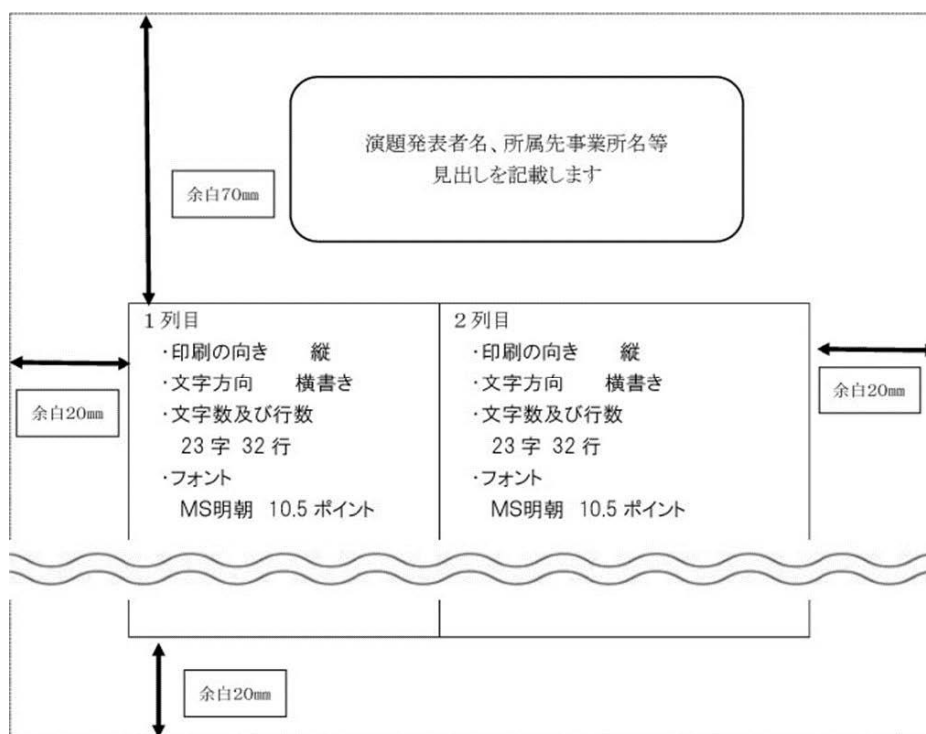 演題発表者名、所属先事業所名等
見出しを記載します
余白70㎜
1列目
・印刷の向き　　縦
・文字方向　　横書き
・文字数及び行数
23字 32行
・フォント
MS明朝　10.5ポイント
2列目
・印刷の向き　　縦
・文字方向　　横書き
・文字数及び行数
23字 32行
・フォント
MS明朝　10.5ポイント
余白20㎜
余白20㎜
余白20㎜